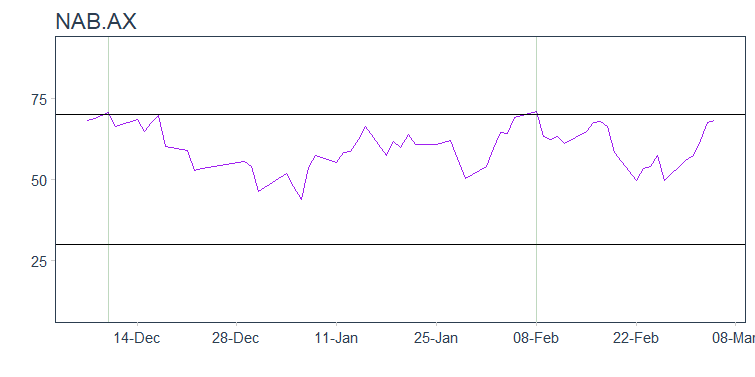 NAB.AX
75
50
25
14-Dec
28-Dec
11-Jan
25-Jan
08-Feb
22-Feb
08-Mar